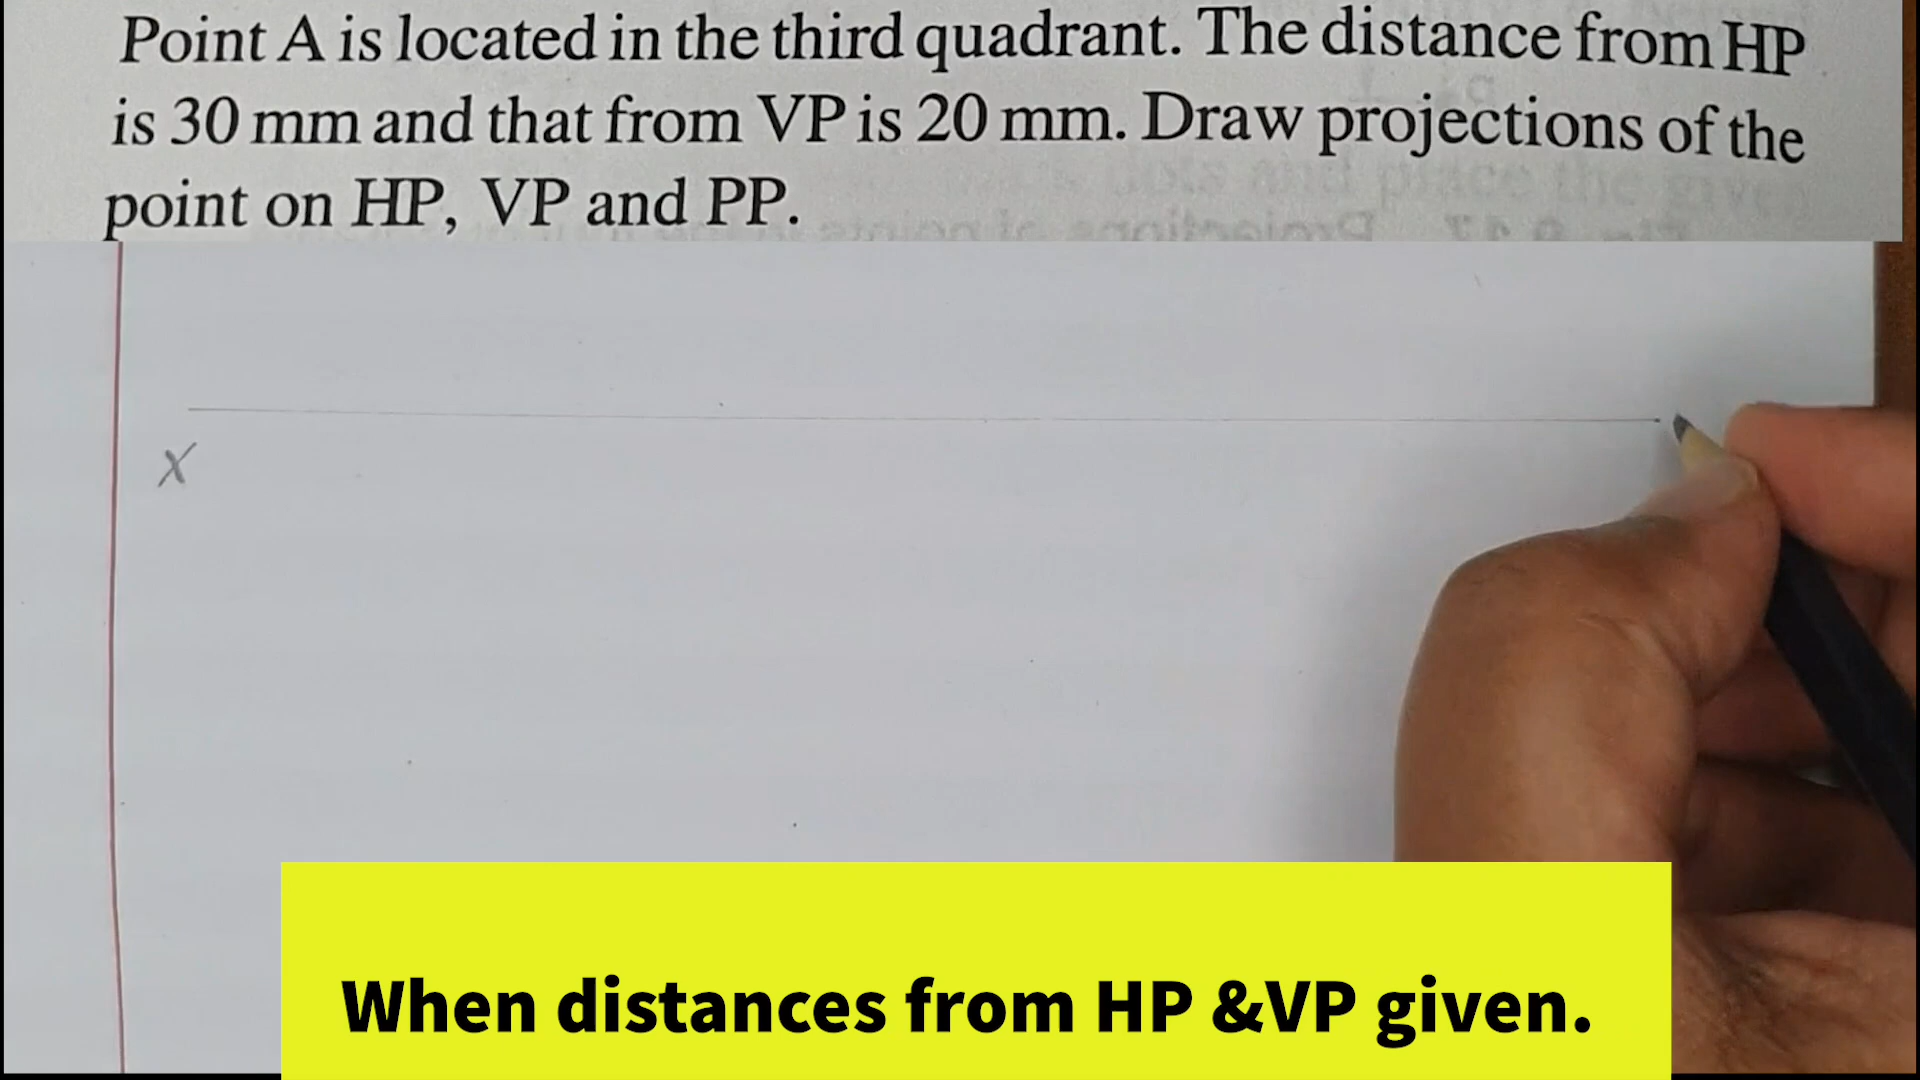 Point A is located in the third quadrant. The distance from HP
is 30 mm and that from VP is 20 mm. Draw projections of the
point on HP, VP and PP.
X
When distances from HP &VP given.